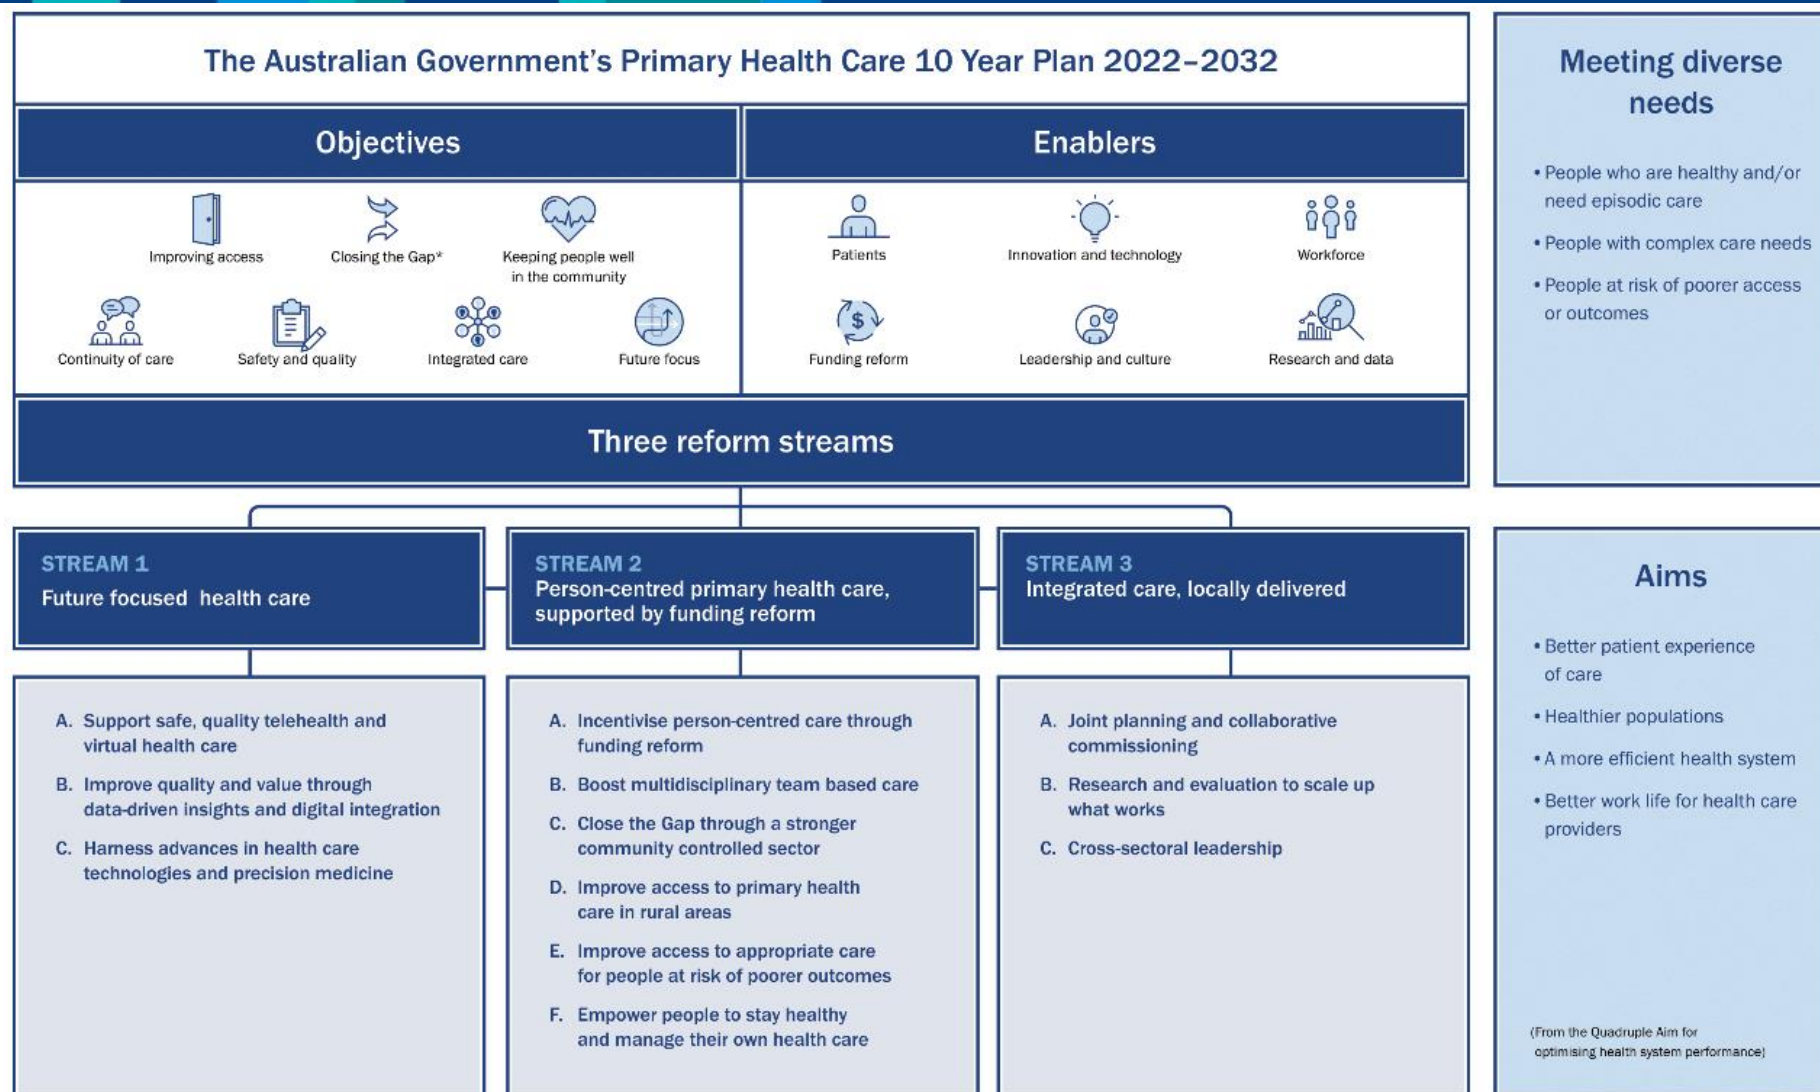 The Australian Government's Primary Health Care 10 Year Plan 2022–2032
Objectives
Improving access
Closing the Gap*
Keeping people well
in the community
Continuity of care
Safety and quality
Integrated care
Future focus
Enablers
Patients
Innovation and technology
Workforce
$
Funding reform
Leadership and culture
Research and data
Three reform streams
STREAM 1
Future focused health care
A. Support safe, quality telehealth and
virtual health care
B. Improve quality and value through
data-driven insights and digital integration
C. Harness advances in health care
technologies and precision medicine
STREAM 2
Person-centred primary health care,
supported by funding reform
A. Incentivise person-centred care through
funding reform
B. Boost multidisciplinary team based care
C. Close the Gap through a stronger
community controlled sector
D. Improve access to primary health
care in rural areas
E. Improve access to appropriate care
for people at risk of poorer outcomes
F. Empower people to stay healthy
and manage their own health care
STREAM 3
Integrated care, locally delivered
A. Joint planning and collaborative
commissioning
B. Research and evaluation to scale up
what works
C. Cross-sectoral leadership
Meeting diverse
needs
• People who are healthy and/or
need episodic care
• People with complex care needs
• People at risk of poorer access
or outcomes
Aims
• Better patient experience
of care
• Healthier populations
• A more efficient health system
• Better work life for health care
providers
(From the Quadruple Aim for
optimising health system performance)